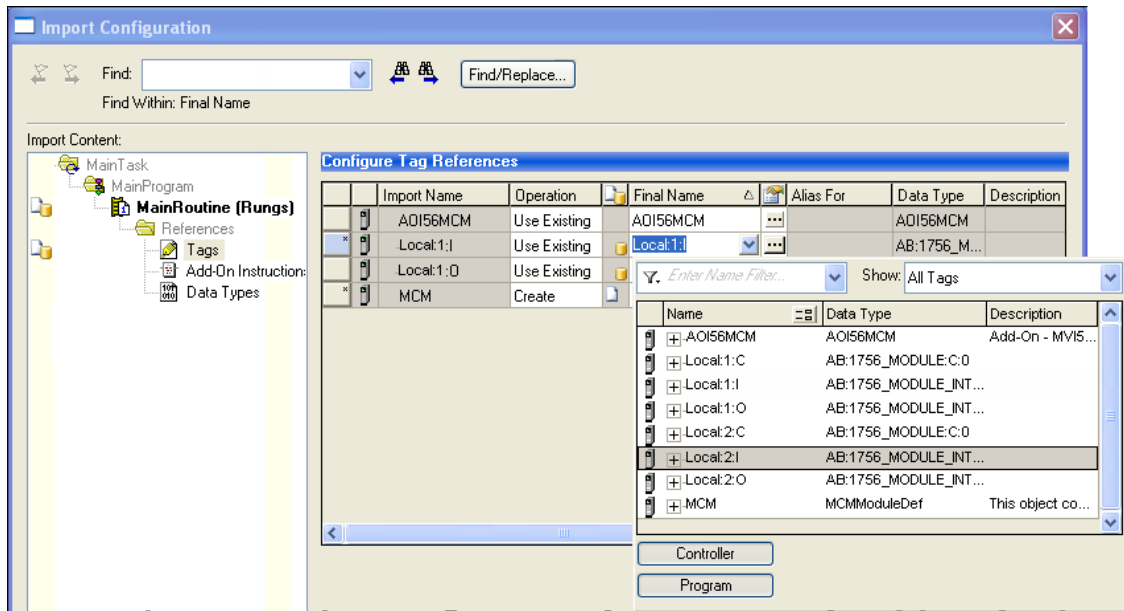 Import Configuration
Find:
Find/Replace...
Find Within: Final Name
Import Content:
MainTask
MainProgram
MainRoutine (Rungs)
References
Tags
Add-On Instruction:
Data Types
Configure Tag References
Import Name Operation Final Name Alias For Data Type Description
AOI56MCM Use Existing AOI56MCM ... AOI56MCM
Local:1:I Use Existing Local:1:I ... AB:1756_M...
Local:1:O Use Existing
MCM Create
Enter Name Filter... Show: All Tags
Name Data Type Description
AOI56MCM AOI56MCM Add-On - MVI5...
Local:1:C AB:1756_MODULE:C:0
Local:1:I AB:1756_MODULE_INT...
Local:1:O AB:1756_MODULE_INT...
Local:2:C AB:1756_MODULE:C:0
Local:2:I AB:1756_MODULE_INT...
Local:2:O AB:1756_MODULE_INT...
MCM MCMModuleDef This object co...
Controller
Program